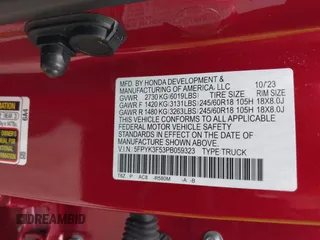 MFD. BY HONDA DEVELOPMENT &
MANUFACTURING OF AMERICA, LLC 10/23
GVWR 2730 KG(6019LBS) TIRE SIZE RIM SIZE
GAWR F 1420 KG(3131LBS) 245/60R18 105H 18X8.0J
GAWR R 1480 KG(3263LBS) 245/60R18 105H 18X8.0J
THIS VEHICLE CONFORMS TO ALL APPLICABLE
FEDERAL MOTOR VEHICLE SAFETY
STANDARDS IN EFFECT ON THE DATE OF
MANUFACTURE SHOWN ABOVE.
V.I.N: 5FPYK3F53PB059323 TYPE: TRUCK
DREAMBID